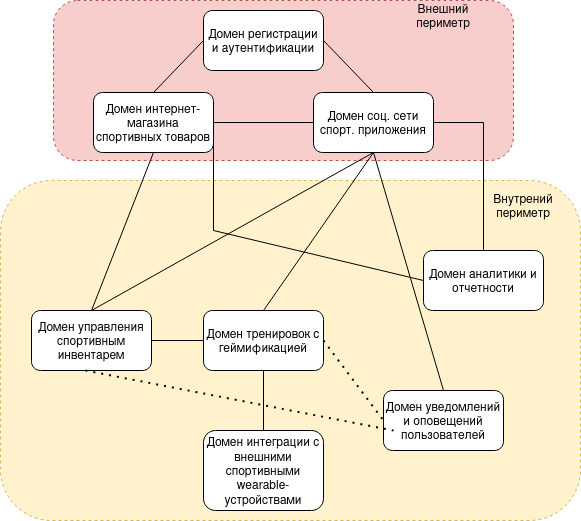 Внешний
периметр
Домен регистрации
и аутентификации
Домен интернет-
магазина
спортивных товаров
Домен соц. сети
спорт. приложения
Внутрений
периметр
Домен аналитики и
отчетности
Домен управления
спортивным
инвентарем
Домен тренировок с
геймификацией
Домен уведомлений
и оповещений
пользователей
Домен интеграции с
внешними
спортивными
wearable-
устройствами